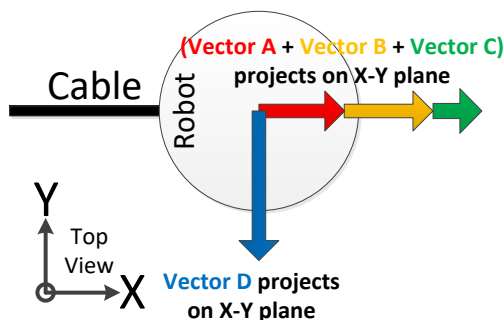 (Vector A + Vector B + Vector C)
projects on X-Y plane
Cable
Robot
Y
Top
View
X
Vector D projects
on X-Y plane